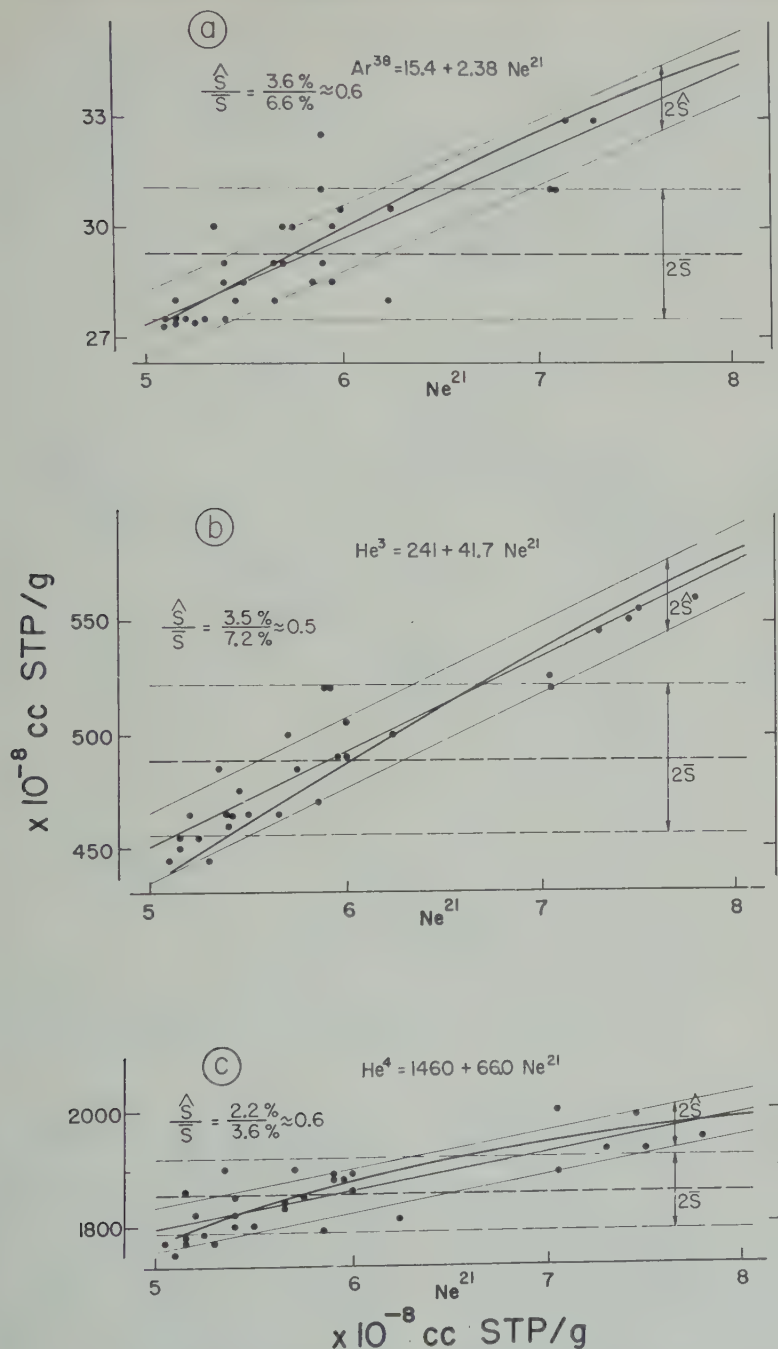 a
Ŝ/S̄ = 3.6 %/6.6 % ≈0.6
Ar³⁸=15.4 + 2.38 Ne²¹
33
30
27
2Ŝ
2S̄
5 6 7 8
Ne²¹
b
He³ = 241 + 41.7 Ne²¹
Ŝ/S̄ = 3.5 %/7.2 % ≈0.5
550
500
450
2Ŝ
2S̄
5 6 7 8
Ne²¹
x10⁻⁸ cc STP/g
c
He⁴ = 1460 + 66.0 Ne²¹
Ŝ/S̄ = 2.2 %/3.6 % ≈0.6
2000
1800
2Ŝ
2S̄
5 6 7 8
Ne²¹
x10⁻⁸ cc STP/g